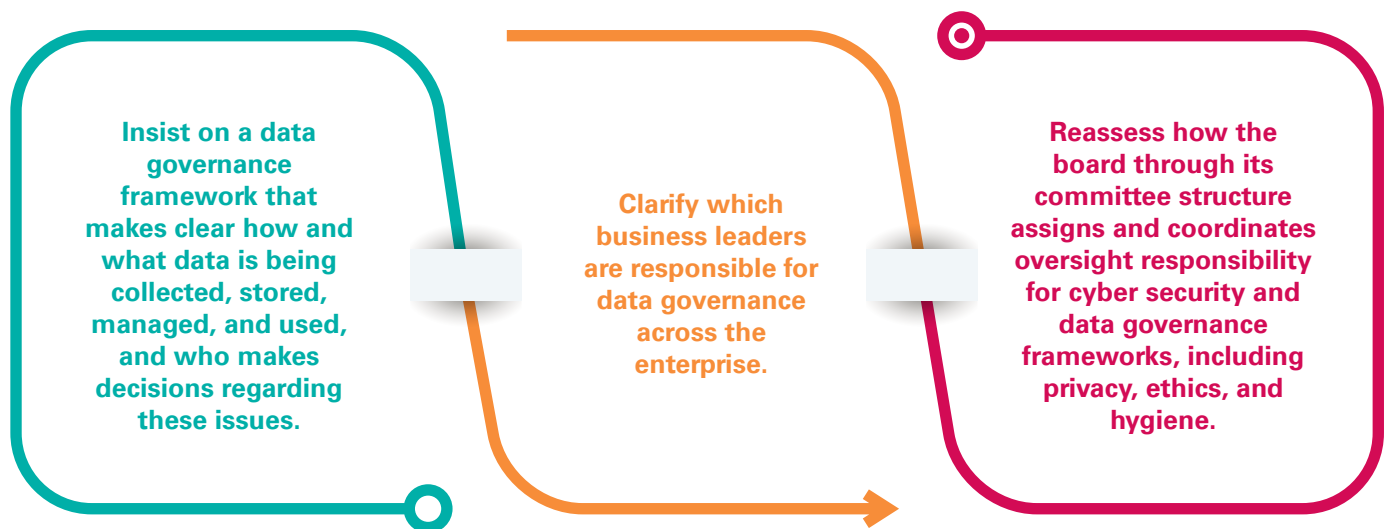 Insist on a data
governance
framework that
makes clear how and
what data is being
collected, stored,
managed, and used,
and who makes
decisions regarding
these issues.
Clarify which
business leaders
are responsible for
data governance
across the
enterprise.
Reassess how the
board through its
committee structure
assigns and coordinates
oversight responsibility
for cyber security and
data governance
frameworks, including
privacy, ethics, and
hygiene.